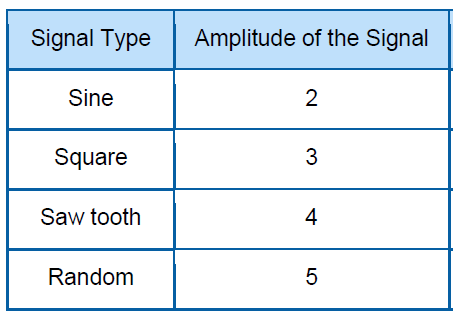 Signal Type Amplitude of the Signal
Sine 2
Square 3
Saw tooth 4
Random 5